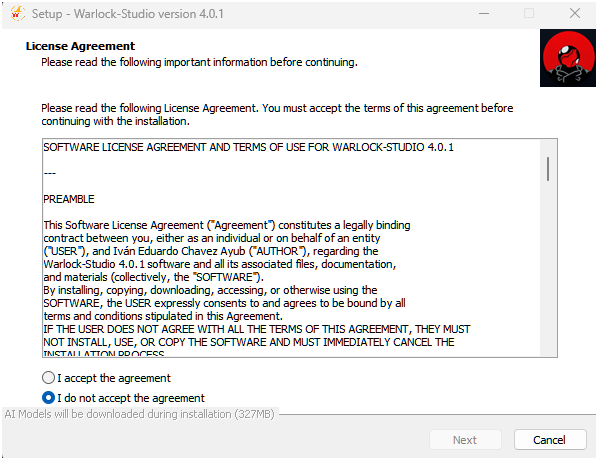 Setup - Warlock-Studio version 4.0.1
License Agreement
Please read the following important information before continuing.
Please read the following License Agreement. You must accept the terms of this agreement before
continuing with the installation.
SOFTWARE LICENSE AGREEMENT AND TERMS OF USE FOR WARLOCK-STUDIO 4.0.1
---
PREAMBLE
This Software License Agreement ("Agreement") constitutes a legally binding
contract between you, either as an individual or on behalf of an entity
("USER"), and Iván Eduardo Chavez Ayub ("AUTHOR"), regarding the
Warlock-Studio 4.0.1 software and all its associated files, documentation,
and materials (collectively, the "SOFTWARE").
By installing, copying, downloading, accessing, or otherwise using the
SOFTWARE, the USER expressly consents to and agrees to be bound by all
terms and conditions stipulated in this Agreement.
IF THE USER DOES NOT AGREE WITH ALL THE TERMS OF THIS AGREEMENT, THEY MUST
NOT INSTALL, USE, OR COPY THE SOFTWARE AND MUST IMMEDIATELY CANCEL THE
INSTALLATION PROCESS
I accept the agreement
I do not accept the agreement
AI Models will be downloaded during installation (327MB)
Next
Cancel